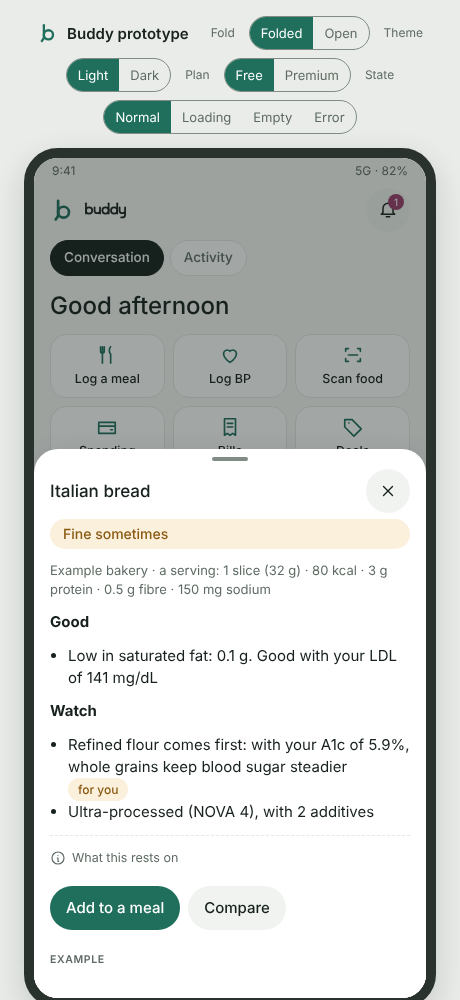 Buddy prototype Fold Folded Open Theme
Light Dark Plan Free Premium State
Normal Loading Empty Error
9:41 5G · 82%
buddy 1
Conversation Activity
Good afternoon
Log a meal Log BP Scan food
Spending Bills Deals
Italian bread
Fine sometimes
Example bakery · a serving: 1 slice (32 g) · 80 kcal · 3 g
protein · 0.5 g fibre · 150 mg sodium
Good
• Low in saturated fat: 0.1 g. Good with your LDL
of 141 mg/dL
Watch
• Refined flour comes first: with your A1c of 5.9%,
whole grains keep blood sugar steadier
for you
• Ultra-processed (NOVA 4), with 2 additives
What this rests on
Add to a meal Compare
EXAMPLE